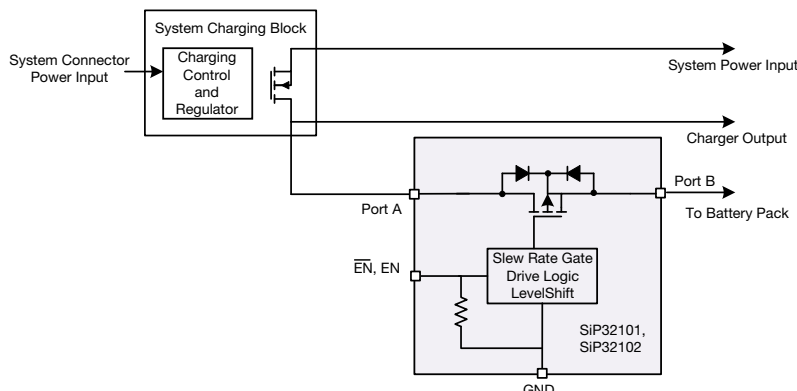 System Charging Block
System Connector
Power Input
Charging
Control
and
Regulator
System Power Input
Charger Output
Port A
Port B
To Battery Pack
EN, EN
Slew Rate Gate
Drive Logic
LevelShift
SiP32101,
SiP32102
GND